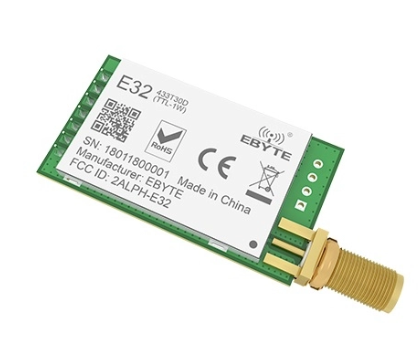 E32 433T30D
(TTL-1W)
EBYTE
RoHS
CE
SN: 18011800001
Manufacturer: EBYTE
Made in China
FCC ID: 2ALPH-E32